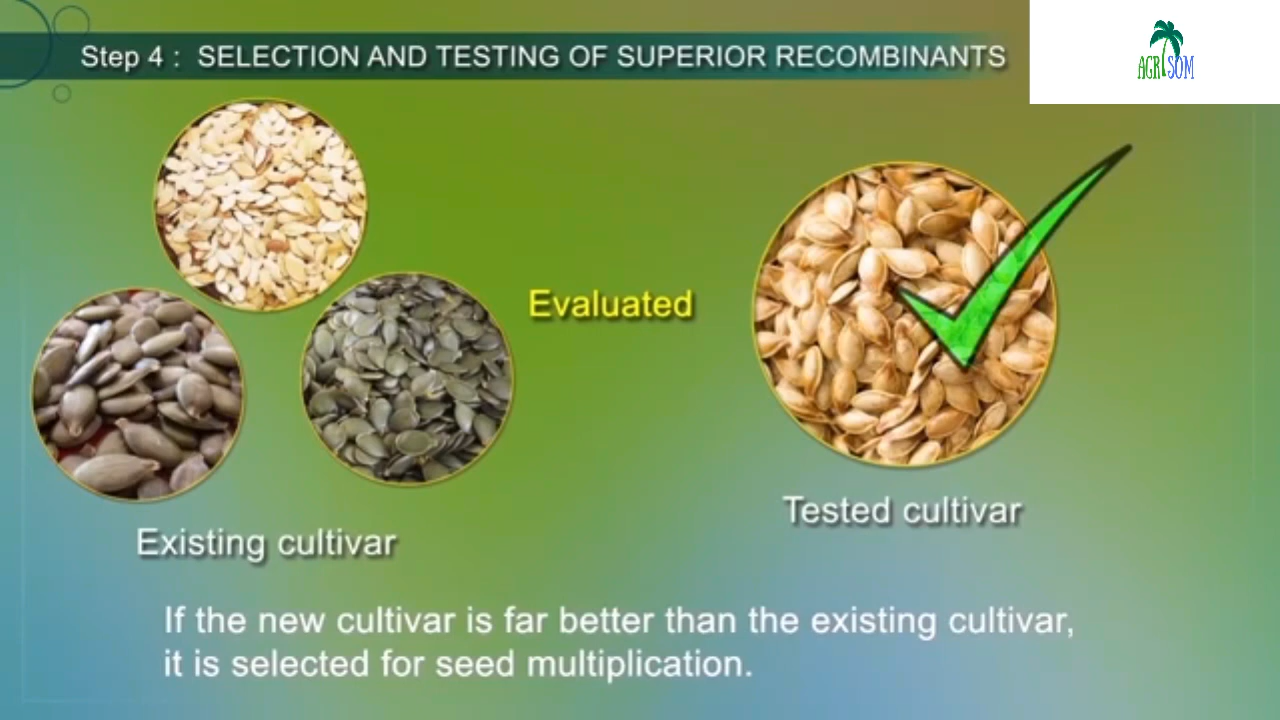 Step 4 : SELECTION AND TESTING OF SUPERIOR RECOMBINANTS
AGRISOM
Evaluated
Tested cultivar
Existing cultivar
If the new cultivar is far better than the existing cultivar,
it is selected for seed multiplication.